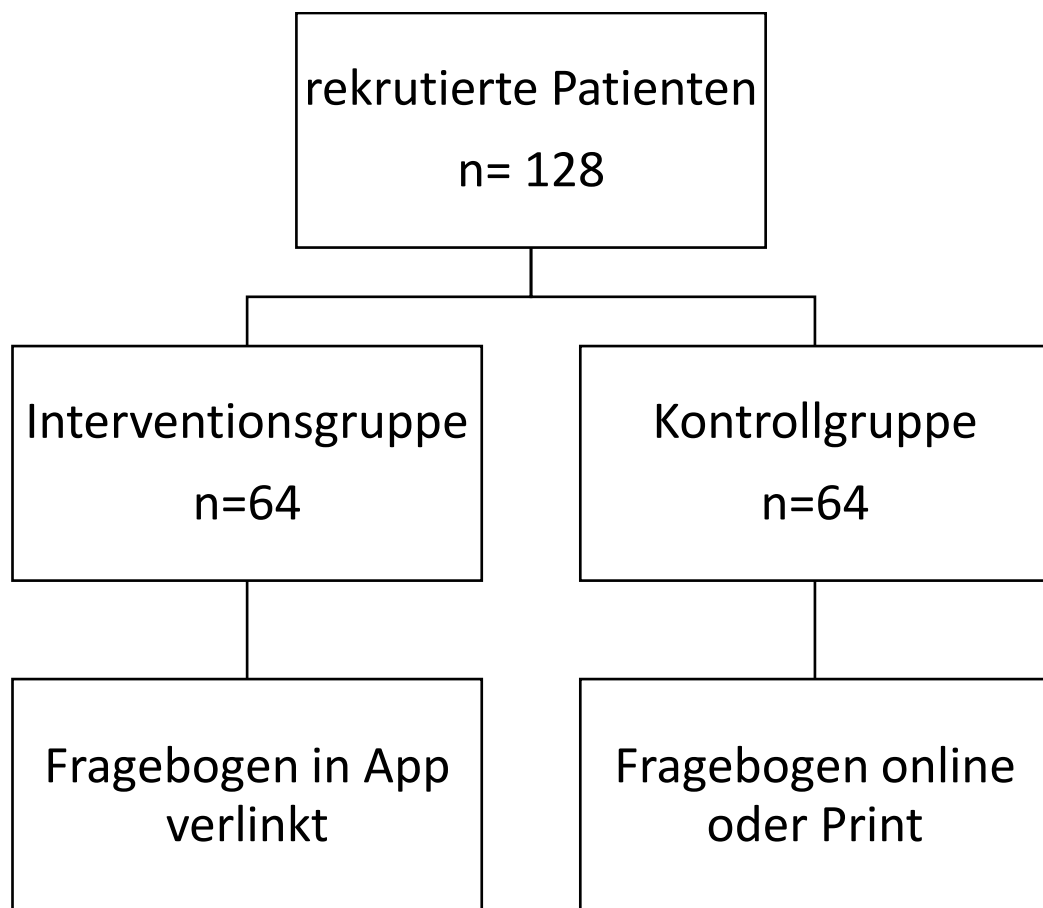 rekrutierte Patienten
n= 128
Interventionsgruppe
n=64
Kontrollgruppe
n=64
Fragebogen in App
verlinkt
Fragebogen online
oder Print